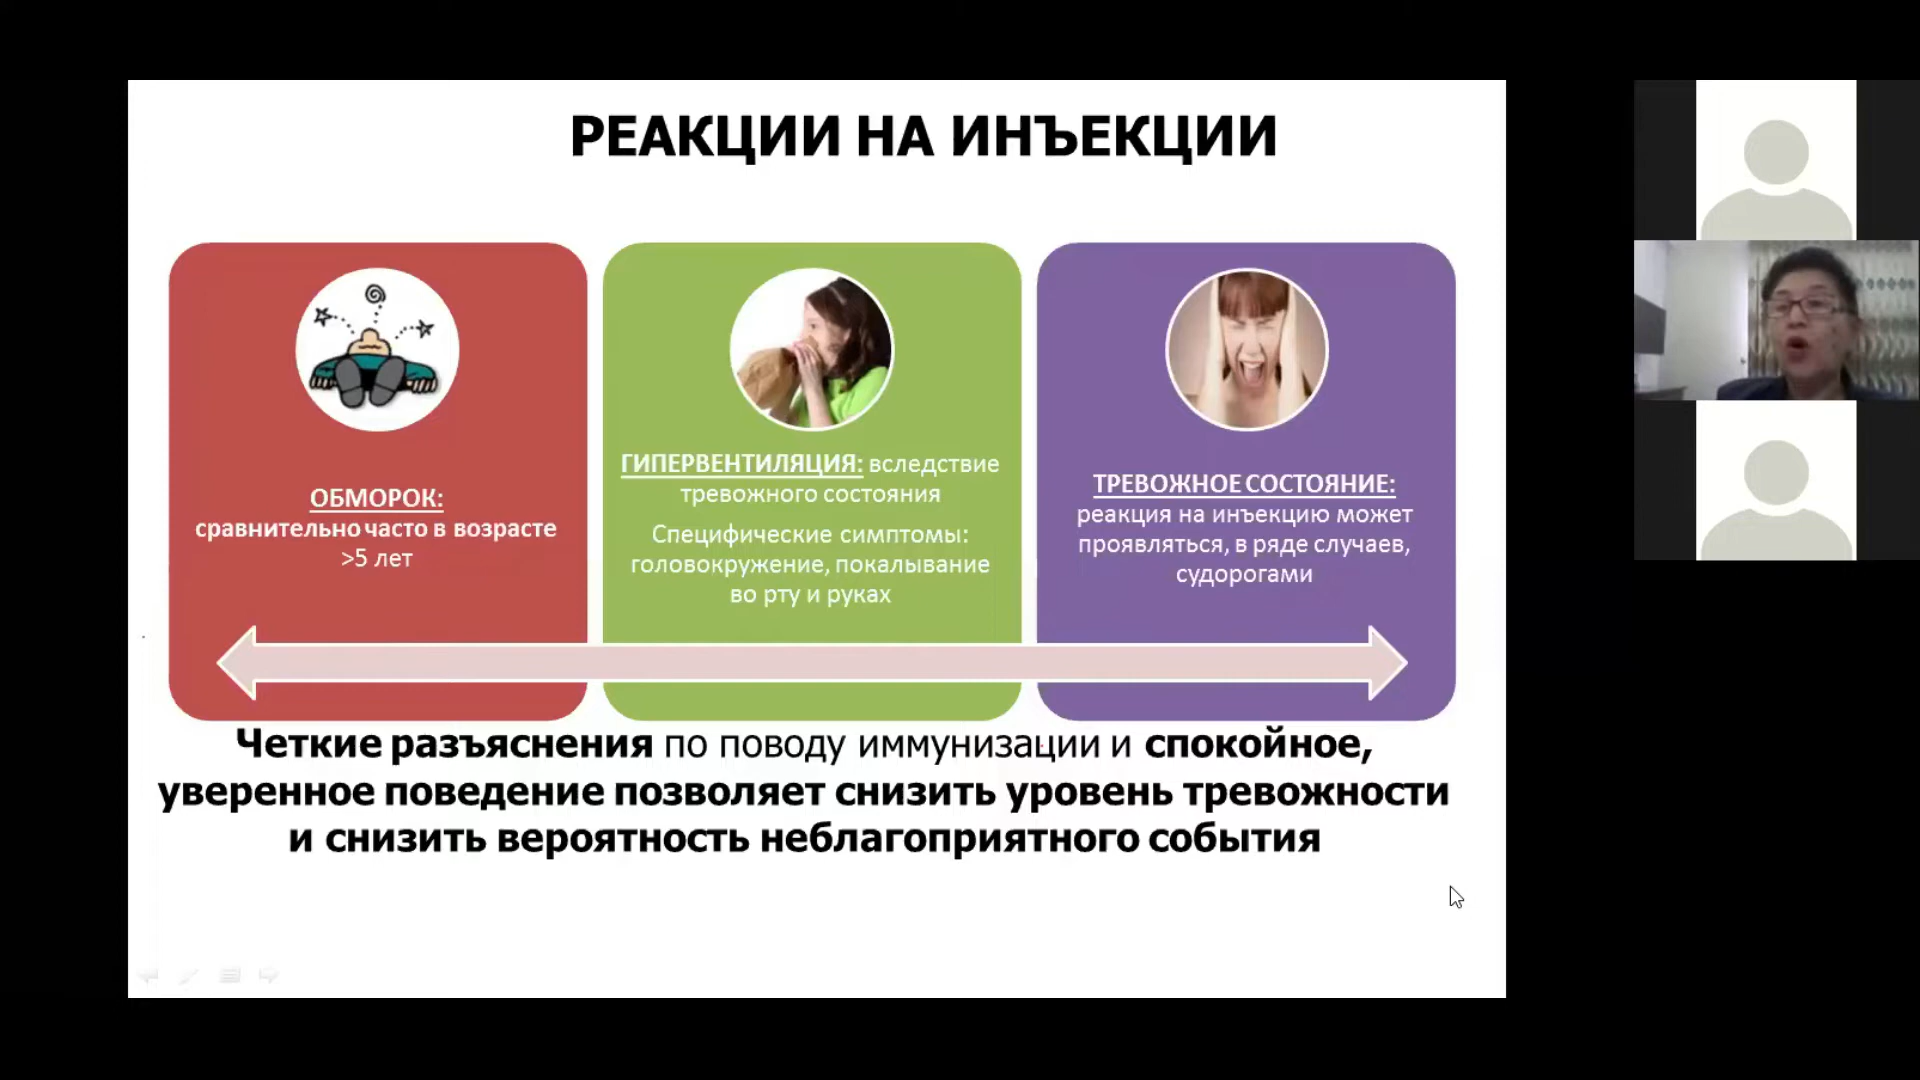 РЕАКЦИИ НА ИНЪЕКЦИИ
ОБМОРОК:
сравнительно часто в возрасте
>5 лет
ГИПЕРВЕНТИЛЯЦИЯ: вследствие
тревожного состояния
Специфические симптомы:
головокружение, покалывание
во рту и руках
ТРЕВОЖНОЕ СОСТОЯНИЕ:
реакция на инъекцию может
проявляться, в ряде случаев,
судорогами
Четкие разъяснения по поводу иммунизации и спокойное,
уверенное поведение позволяет снизить уровень тревожности
и снизить вероятность неблагоприятного события